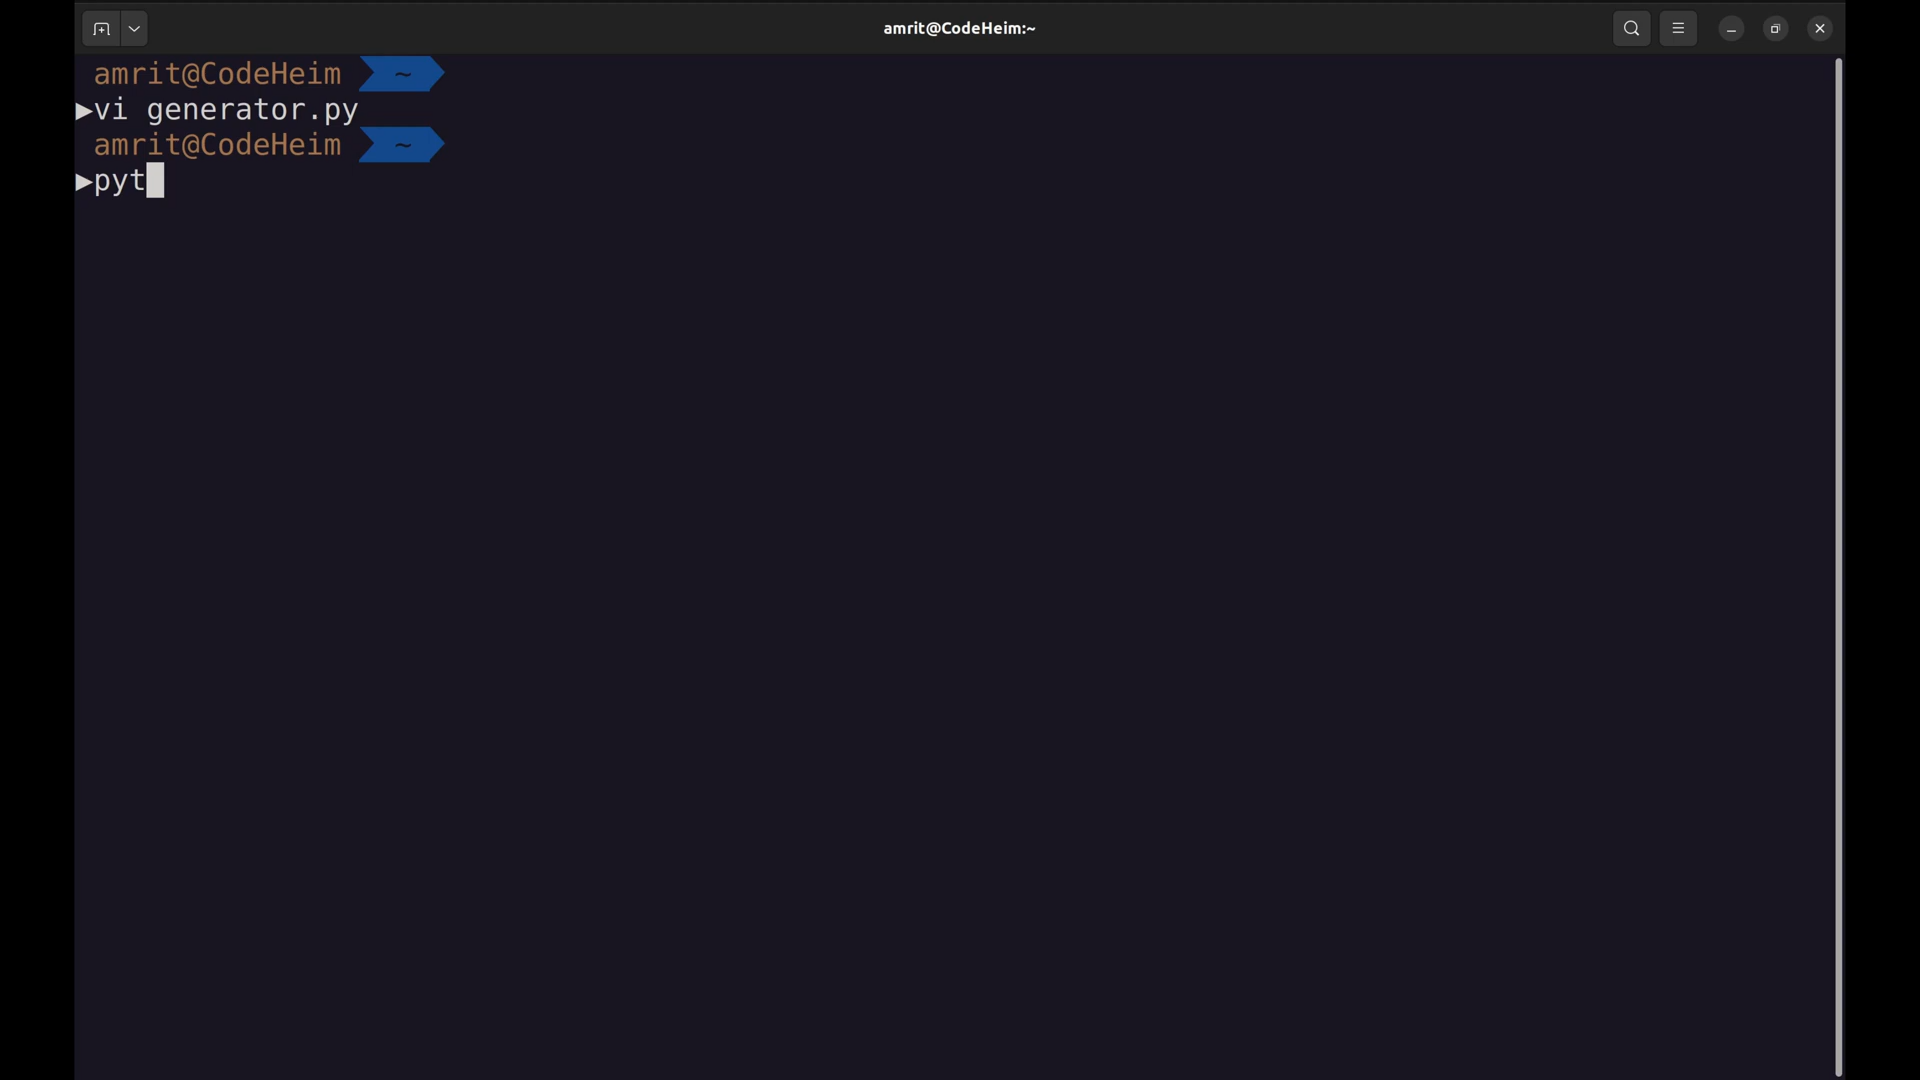 amrit@CodeHeim:~
amrit@CodeHeim ~
▶vi generator.py
amrit@CodeHeim ~
▶pyt